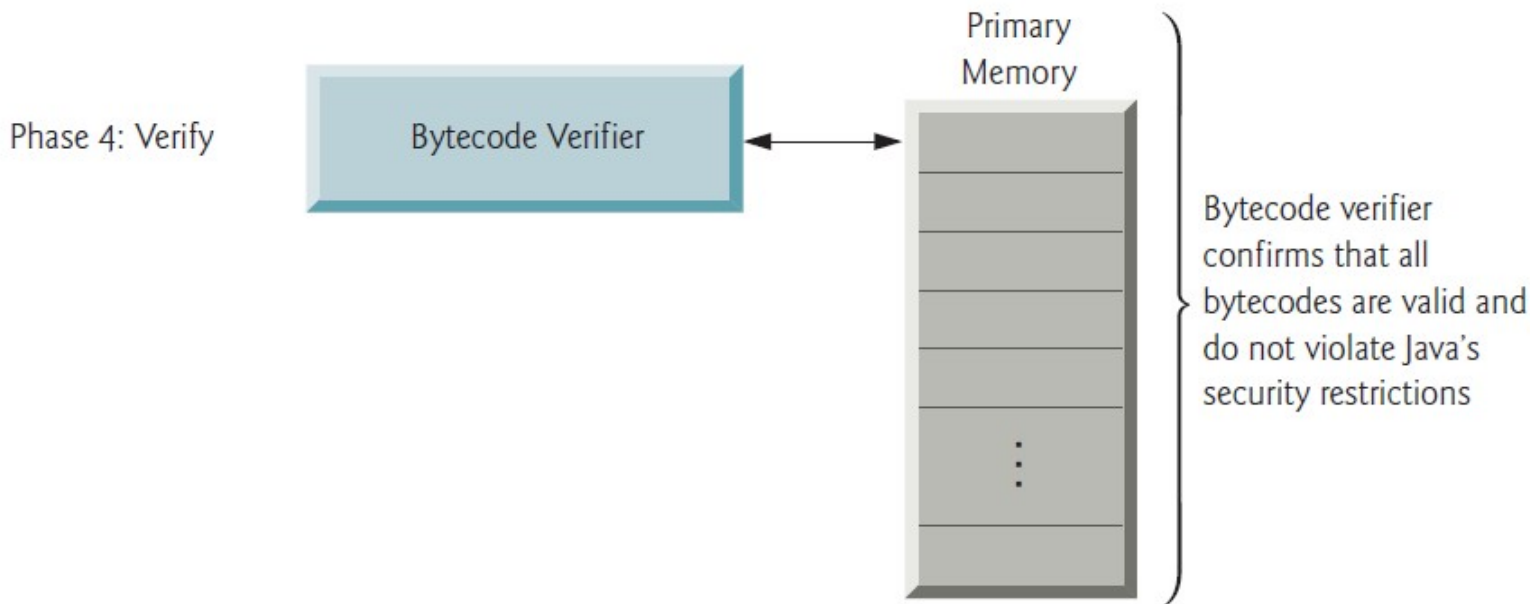 Primary
Memory
Phase 4: Verify
Bytecode Verifier
Bytecode verifier
confirms that all
bytecodes are valid and
do not violate Java’s
security restrictions